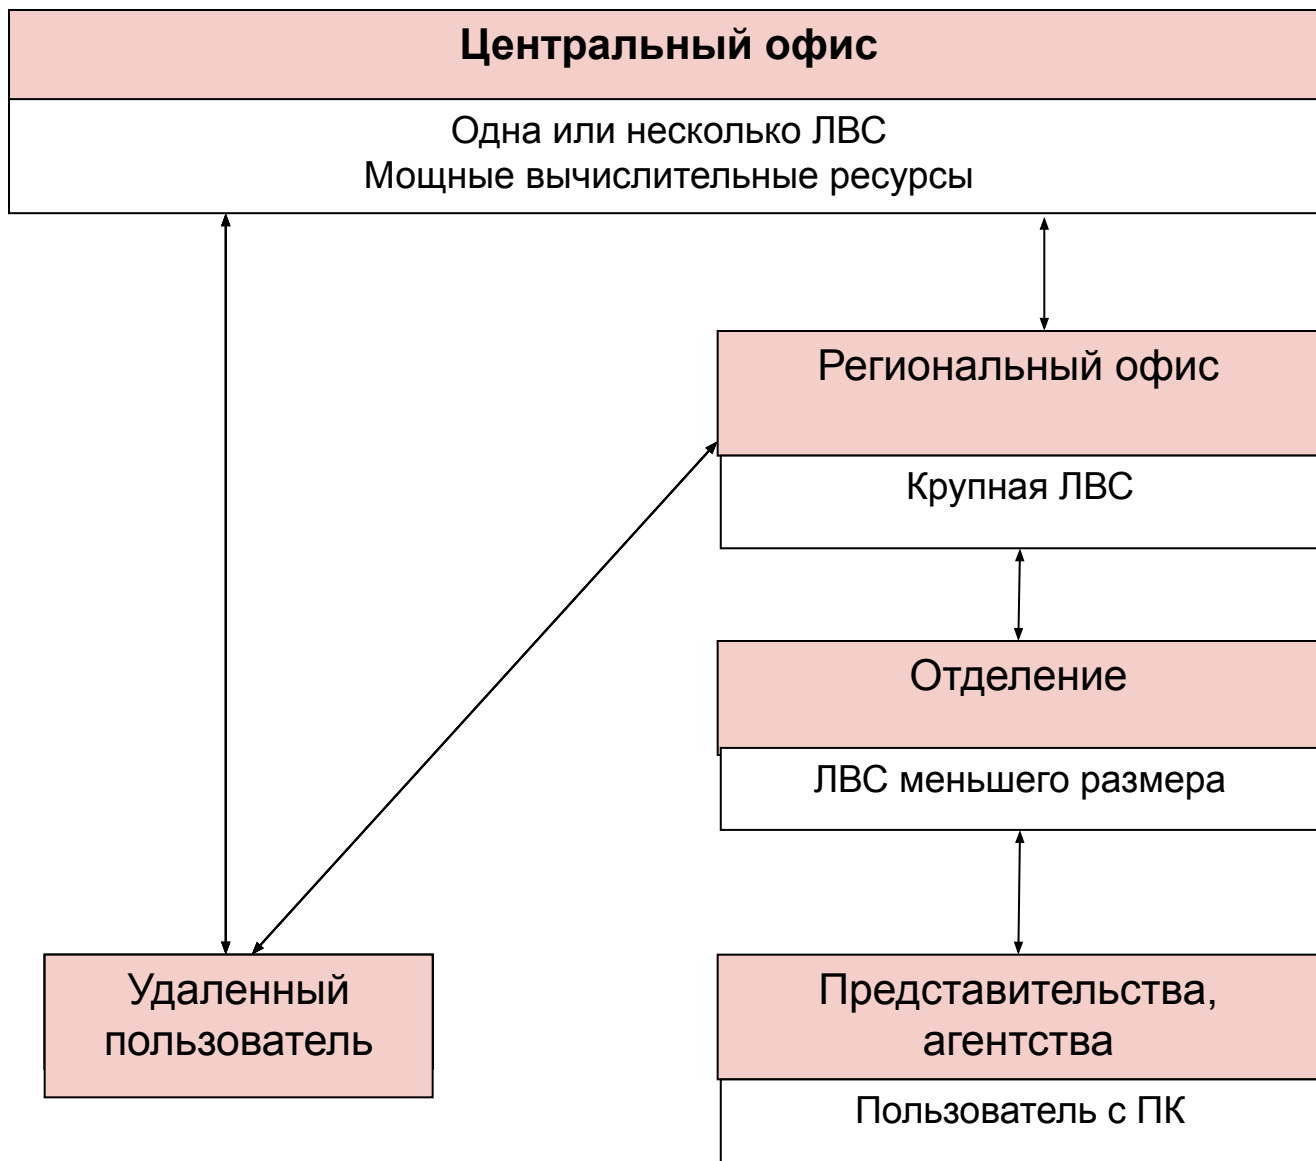 Центральный офис
Одна или несколько ЛВС
Мощные вычислительные ресурсы
Региональный офис
Крупная ЛВС
Отделение
ЛВС меньшего размера
Удаленный
пользователь
Представительства,
агентства
Пользователь с ПК